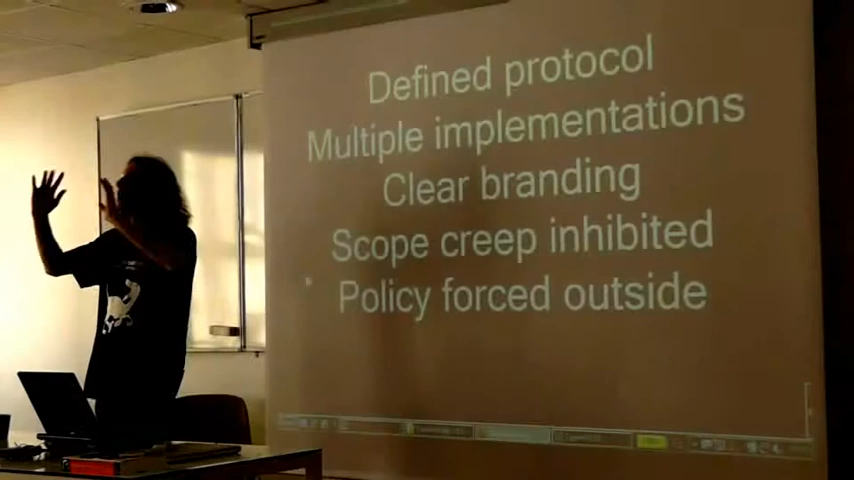 Defined protocol
Multiple implementations
Clear branding
Scope creep inhibited
Policy forced outside